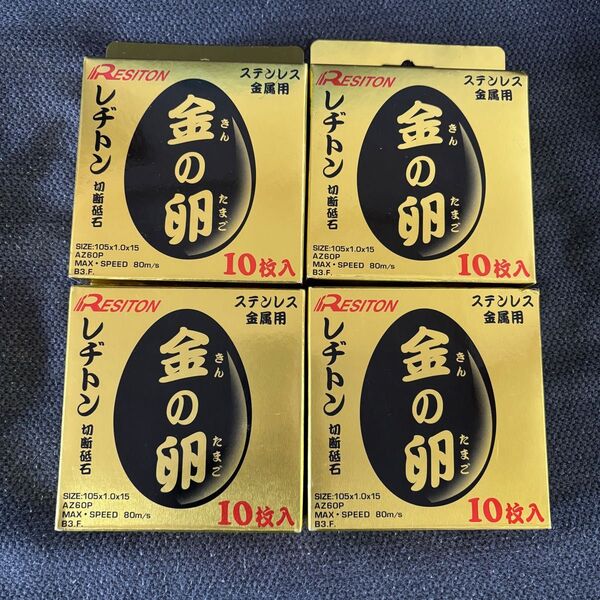 RESITON
ステンレス
金属用
レヂトン
切断砥石
金の卵
きん
たまご
SIZE:105x1.0x15
AZ60P
MAX・SPEED 80m/s
B3.F.
10枚入
RESITON
ステンレス
金属用
レヂトン
切断砥石
金の卵
きん
たまご
SIZE:105x1.0x15
AZ60P
MAX・SPEED 80m/s
B3.F.
10枚入
RESITON
ステンレス
金属用
レヂトン
切断砥石
金の卵
きん
たまご
SIZE:105x1.0x15
AZ60P
MAX・SPEED 80m/s
B3.F.
10枚入
RESITON
ステンレス
金属用
レヂトン
切断砥石
金の卵
きん
たまご
SIZE:105x1.0x15
AZ60P
MAX・SPEED 80m/s
B3.F.
10枚入